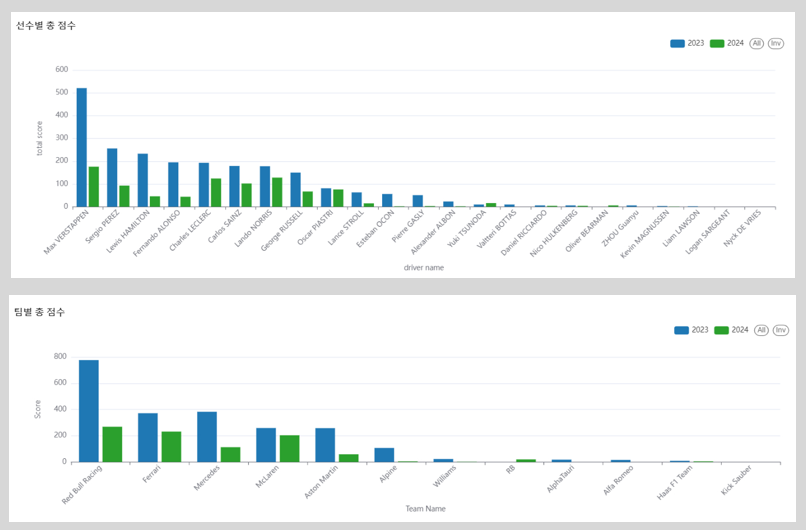 선수별 총 점수
2023 2024 All Inv
total score
600
500
400
300
200
100
0
Max VERSTAPPEN
Sergio PEREZ
Lewis HAMILTON
Fernando ALONSO
Charles LECLERC
Carlos SAINZ
Lando NORRIS
George RUSSELL
Oscar PIASTRI
Lance STROLL
Esteban OCON
Pierre GASLY
Alexander ALBON
Yuki TSUNODA
Valtteri BOTTAS
Daniel RICCIARDO
Nico HULKENBERG
Oliver BEARMAN
ZHOU Guanyu
Kevin MAGNUSSEN
Liam LAWSON
Logan SARGEANT
Nyck DE VRIES
driver name
팀별 총 점수
2023 2024 All Inv
Score
800
600
400
200
0
Red Bull Racing
Ferrari
Mercedes
McLaren
Aston Martin
Alpine
Williams
RB
AlphaTauri
Alfa Romeo
Haas F1 Team
Kick Sauber
Team Name